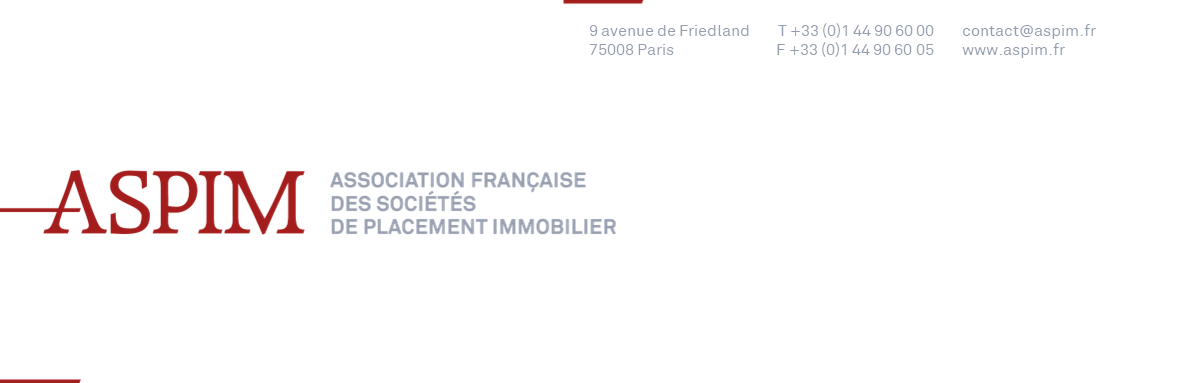 9 avenue de Friedland
75008 Paris
T +33 (0)1 44 90 60 00
F +33 (0)1 44 90 60 05
contact@aspim.fr
www.aspim.fr
ASPIM
ASSOCIATION FRANÇAISE
DES SOCIÉTÉS
DE PLACEMENT IMMOBILIER